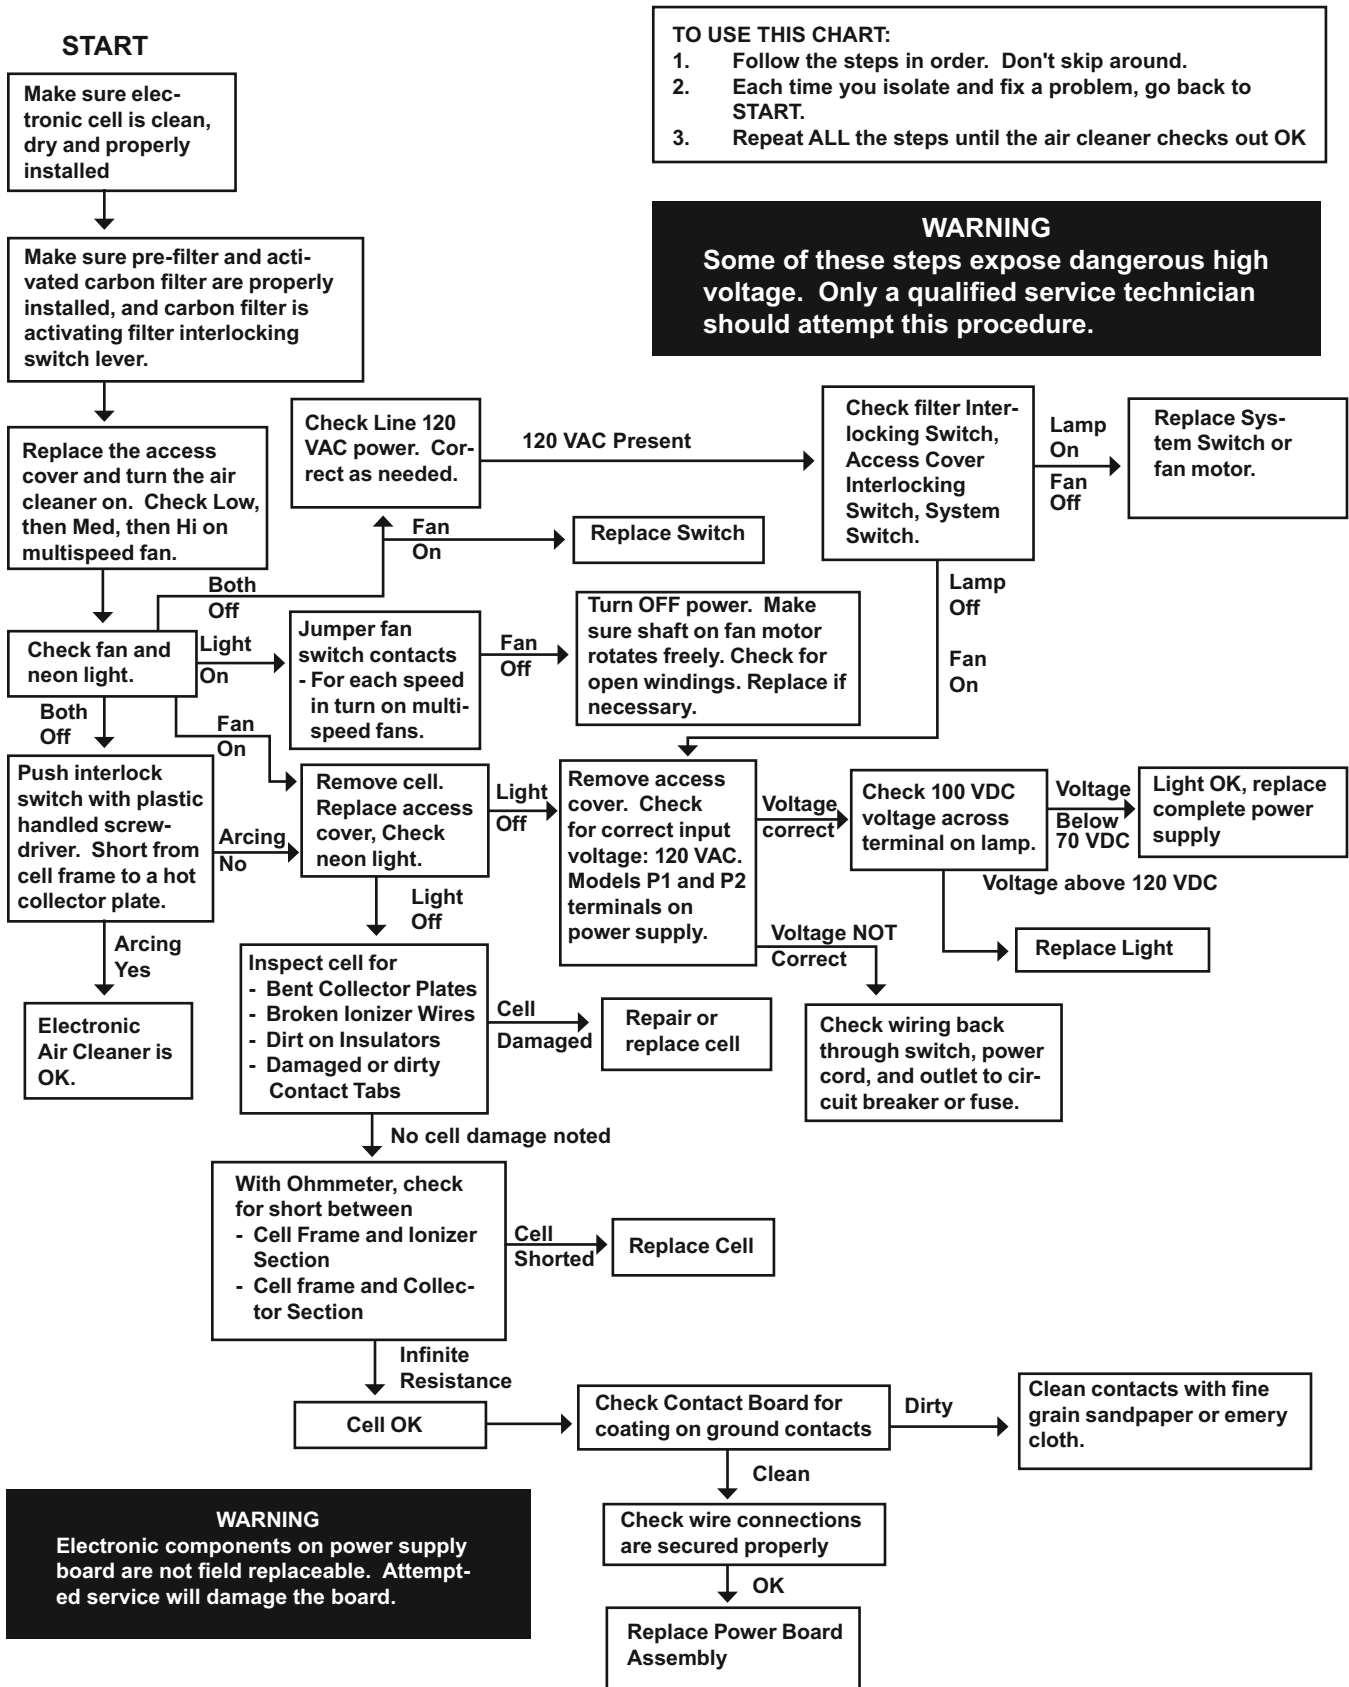 START
Make sure elec-
tronic cell is clean,
dry and properly
installed
TO USE THIS CHART:
1. Follow the steps in order. Don't skip around.
2. Each time you isolate and fix a problem, go back to
START.
3. Repeat ALL the steps until the air cleaner checks out OK
WARNING
Some of these steps expose dangerous high
voltage. Only a qualified service technician
should attempt this procedure.
Make sure pre-filter and acti-
vated carbon filter are properly
installed, and carbon filter is
activating filter interlocking
switch lever.
Replace the access
cover and turn the air
cleaner on. Check Low,
then Med, then Hi on
multispeed fan.
Check Line 120
VAC power. Cor-
rect as needed.
120 VAC Present
Check filter Inter-
locking Switch,
Access Cover
Interlocking
Switch, System
Switch.
Lamp
On
Fan
Off
Replace Sys-
tem Switch or
fan motor.
Fan
On
Replace Switch
Both
Off
Lamp
Off
Fan
On
Check fan and
neon light.
Light
On
Jumper fan
switch contacts
- For each speed
in turn on multi-
speed fans.
Fan
Off
Turn OFF power. Make
sure shaft on fan motor
rotates freely. Check for
open windings. Replace if
necessary.
Both
Off
Fan
On
Push interlock
switch with plastic
handled screw-
driver. Short from
cell frame to a hot
collector plate.
Arcing
No
Remove cell.
Replace access
cover, Check
neon light.
Light
Off
Remove access
cover. Check
for correct input
voltage: 120 VAC.
Models P1 and P2
terminals on
power supply.
Voltage
correct
Check 100 VDC
voltage across
terminal on lamp.
Voltage
Below
70 VDC
Light OK, replace
complete power
supply
Voltage above 120 VDC
Replace Light
Voltage NOT
Correct
Check wiring back
through switch, power
cord, and outlet to cir-
cuit breaker or fuse.
Arcing
Yes
Electronic
Air Cleaner is
OK.
Light
Off
Inspect cell for
- Bent Collector Plates
- Broken Ionizer Wires
- Dirt on Insulators
- Damaged or dirty
Contact Tabs
Cell
Damaged
Repair or
replace cell
No cell damage noted
With Ohmmeter, check
for short between
- Cell Frame and Ionizer
Section
- Cell frame and Collec-
tor Section
Cell
Shorted
Replace Cell
Infinite
Resistance
Cell OK
Check Contact Board for
coating on ground contacts
Dirty
Clean contacts with fine
grain sandpaper or emery
cloth.
Clean
Check wire connections
are secured properly
OK
Replace Power Board
Assembly
WARNING
Electronic components on power supply
board are not field replaceable. Attempt-
ed service will damage the board.